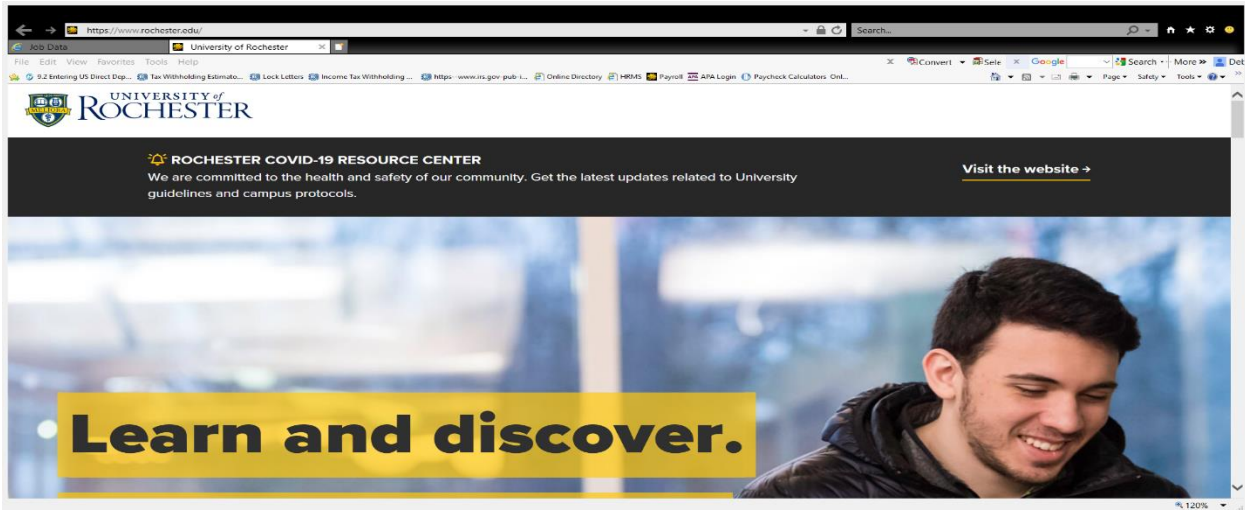 https://www.rochester.edu/
Search...
Job Data
University of Rochester
File Edit View Favorites Tools Help
x Convert Sele x Google Search More » Deb
9.2 Entering US Direct Dep... Tax Withholding Estimato... Lock Letters Income Tax Withholding ... https--www.irs.gov-pub-i... Online Directory HRMS Payroll APA Login Paycheck Calculators Onl...
Page Safety Tools
UNIVERSITY of
ROCHESTER
MELIORA
ROCHESTER COVID-19 RESOURCE CENTER
We are committed to the health and safety of our community. Get the latest updates related to University
guidelines and campus protocols.
Visit the website →
Learn and discover.
120%